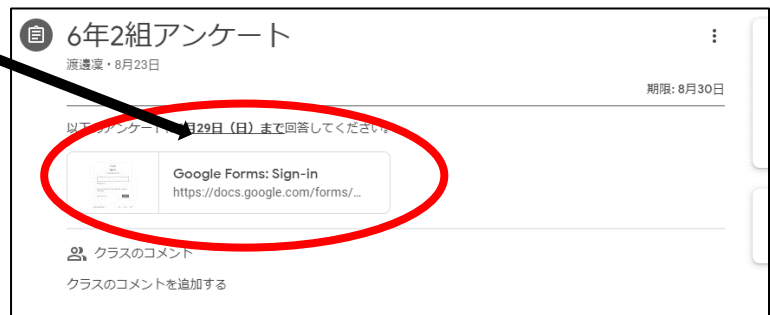 6年2組アンケート
渡邉凜・8月23日
期限: 8月30日
以下のアンケート 月29日（日）まで回答してください。
Google Forms: Sign-in
https://docs.google.com/forms/...
クラスのコメント
クラスのコメントを追加する